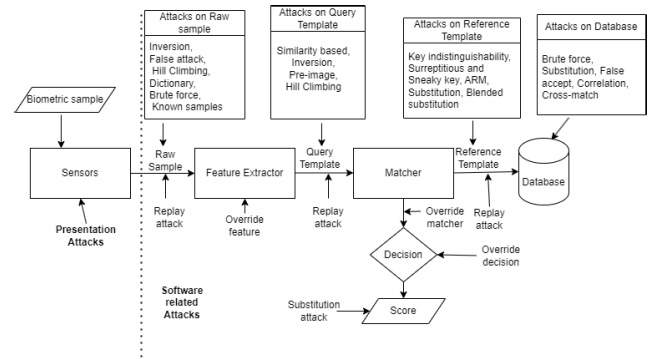 Attacks on Raw
sample
Inversion,
False attack,
Hill Climbing,
Dictionary,
Brute force,
Known samples
Attacks on Query
Template
Similarity based,
Inversion,
Pre-image,
Hill Climbing
Attacks on Reference
Template
Key indistinguishability,
Surreptitious and
Sneaky key, ARM,
Substitution, Blended
substitution
Attacks on Database
Brute force,
Substitution, False
accept, Correlation,
Cross-match
Biometric sample
Sensors
Raw
Sample
Feature Extractor
Query
Template
Matcher
Reference
Template
Database
Presentation
Attacks
Replay
attack
Override
feature
Replay
attack
Override
matcher
Replay
attack
Decision
Override
decision
Software
related
Attacks
Substitution
attack
Score